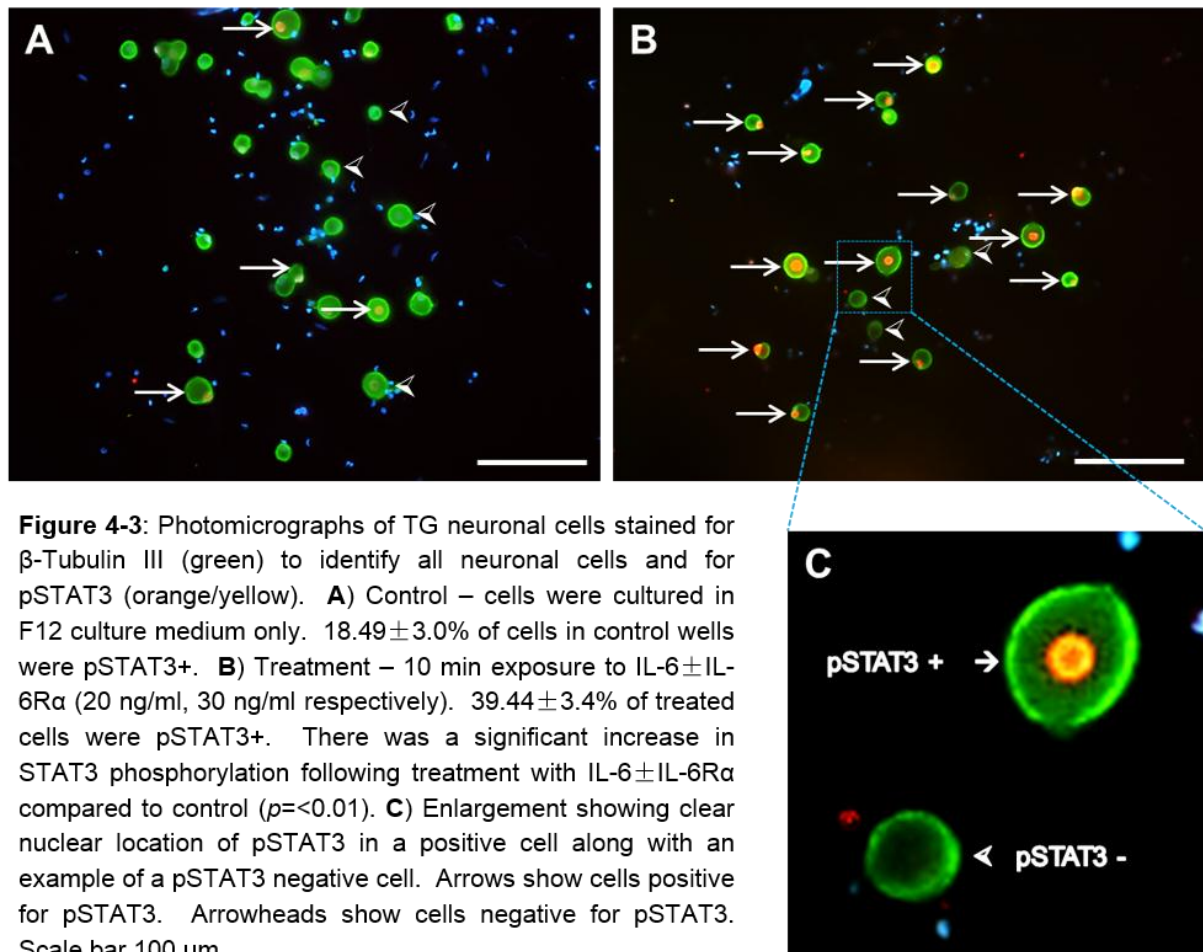 A
B
Figure 4-3: Photomicrographs of TG neuronal cells stained for
β-Tubulin III (green) to identify all neuronal cells and for
pSTAT3 (orange/yellow). A) Control – cells were cultured in
F12 culture medium only. 18.49±3.0% of cells in control wells
were pSTAT3+. B) Treatment – 10 min exposure to IL-6±IL-
6Rα (20 ng/ml, 30 ng/ml respectively). 39.44±3.4% of treated
cells were pSTAT3+. There was a significant increase in
STAT3 phosphorylation following treatment with IL-6±IL-6Rα
compared to control (p=<0.01). C) Enlargement showing clear
nuclear location of pSTAT3 in a positive cell along with an
example of a pSTAT3 negative cell. Arrows show cells positive
for pSTAT3. Arrowheads show cells negative for pSTAT3.
Scale bar 100 um
C
pSTAT3 +
pSTAT3 -